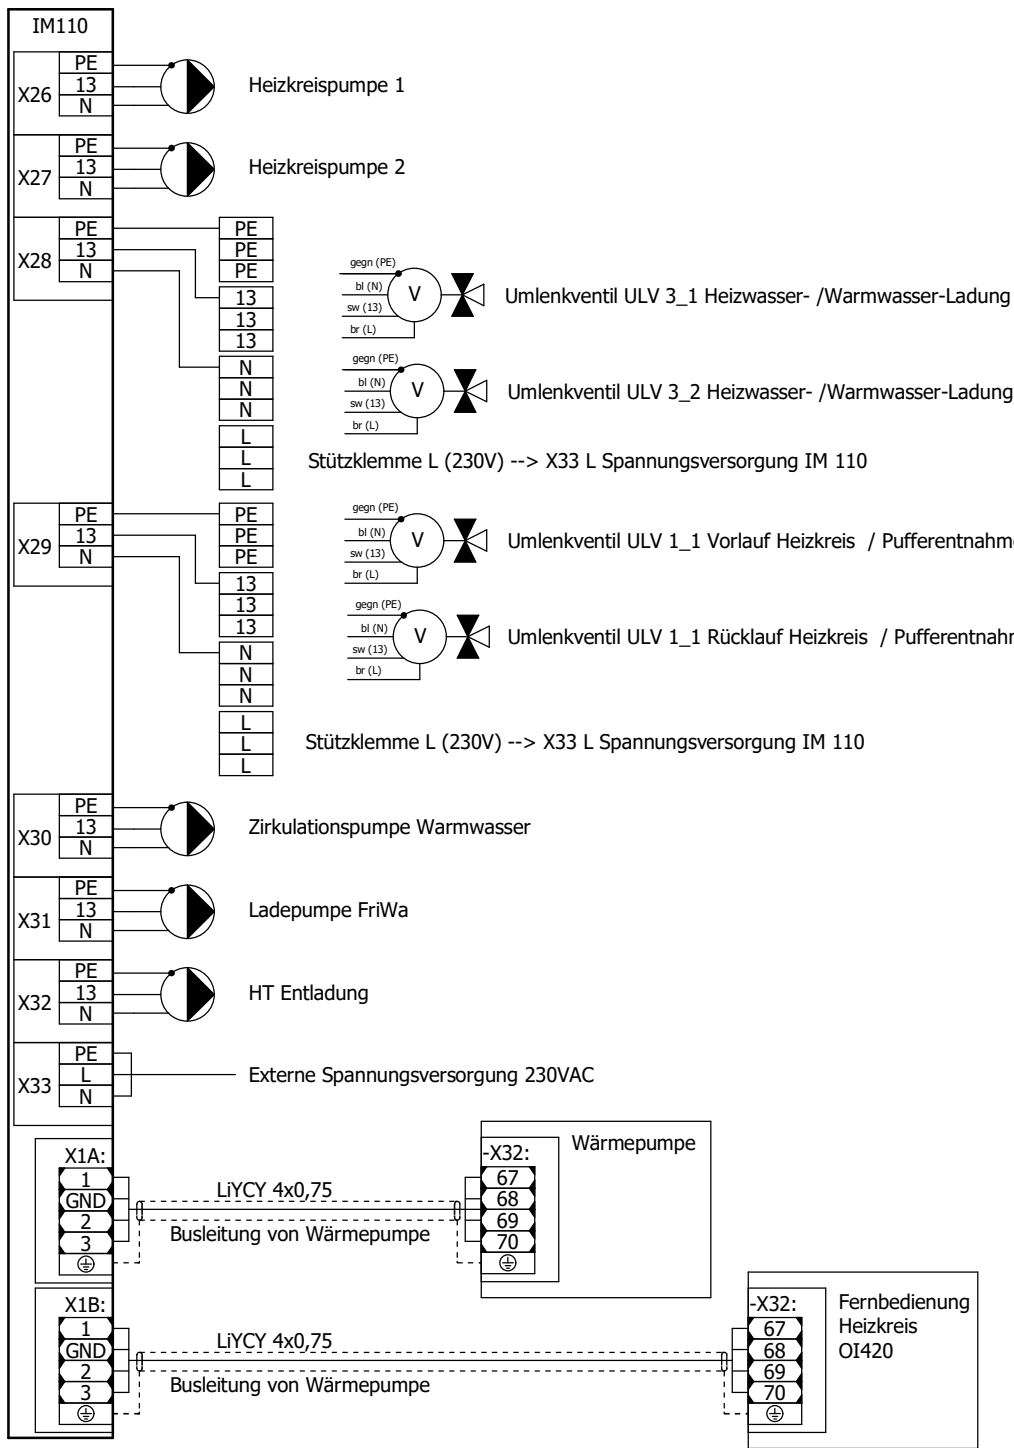 IM110
X26
PE
13
N
Heizkreispumpe 1
X27
PE
13
N
Heizkreispumpe 2
X28
PE
13
N
PE
PE
PE
13
13
13
N
N
N
L
L
L
gegn (PE)
bl (N)
sw (13)
br (L)
V
Umlenkventil ULV 3_1 Heizwasser- /Warmwasser-Ladung
gegn (PE)
bl (N)
sw (13)
br (L)
V
Umlenkventil ULV 3_2 Heizwasser- /Warmwasser-Ladung
Stützklemme L (230V) --> X33 L Spannungsversorgung IM 110
X29
PE
13
N
PE
PE
PE
13
13
13
N
N
N
L
L
L
gegn (PE)
bl (N)
sw (13)
br (L)
V
Umlenkventil ULV 1_1 Vorlauf Heizkreis / Pufferentnahm
gegn (PE)
bl (N)
sw (13)
br (L)
V
Umlenkventil ULV 1_1 Rücklauf Heizkreis / Pufferentnah
Stützklemme L (230V) --> X33 L Spannungsversorgung IM 110
X30
PE
13
N
Zirkulationspumpe Warmwasser
X31
PE
13
N
Ladepumpe FriWa
X32
PE
13
N
HT Entladung
X33
PE
L
N
Externe Spannungsversorgung 230VAC
X1A:
1
GND
2
3
LiYCY 4x0,75
Busleitung von Wärmepumpe
-X32:
67
68
69
70
Wärmepumpe
X1B:
1
GND
2
3
LiYCY 4x0,75
Busleitung von Wärmepumpe
-X32:
67
68
69
70
Fernbedienung
Heizkreis
OI420